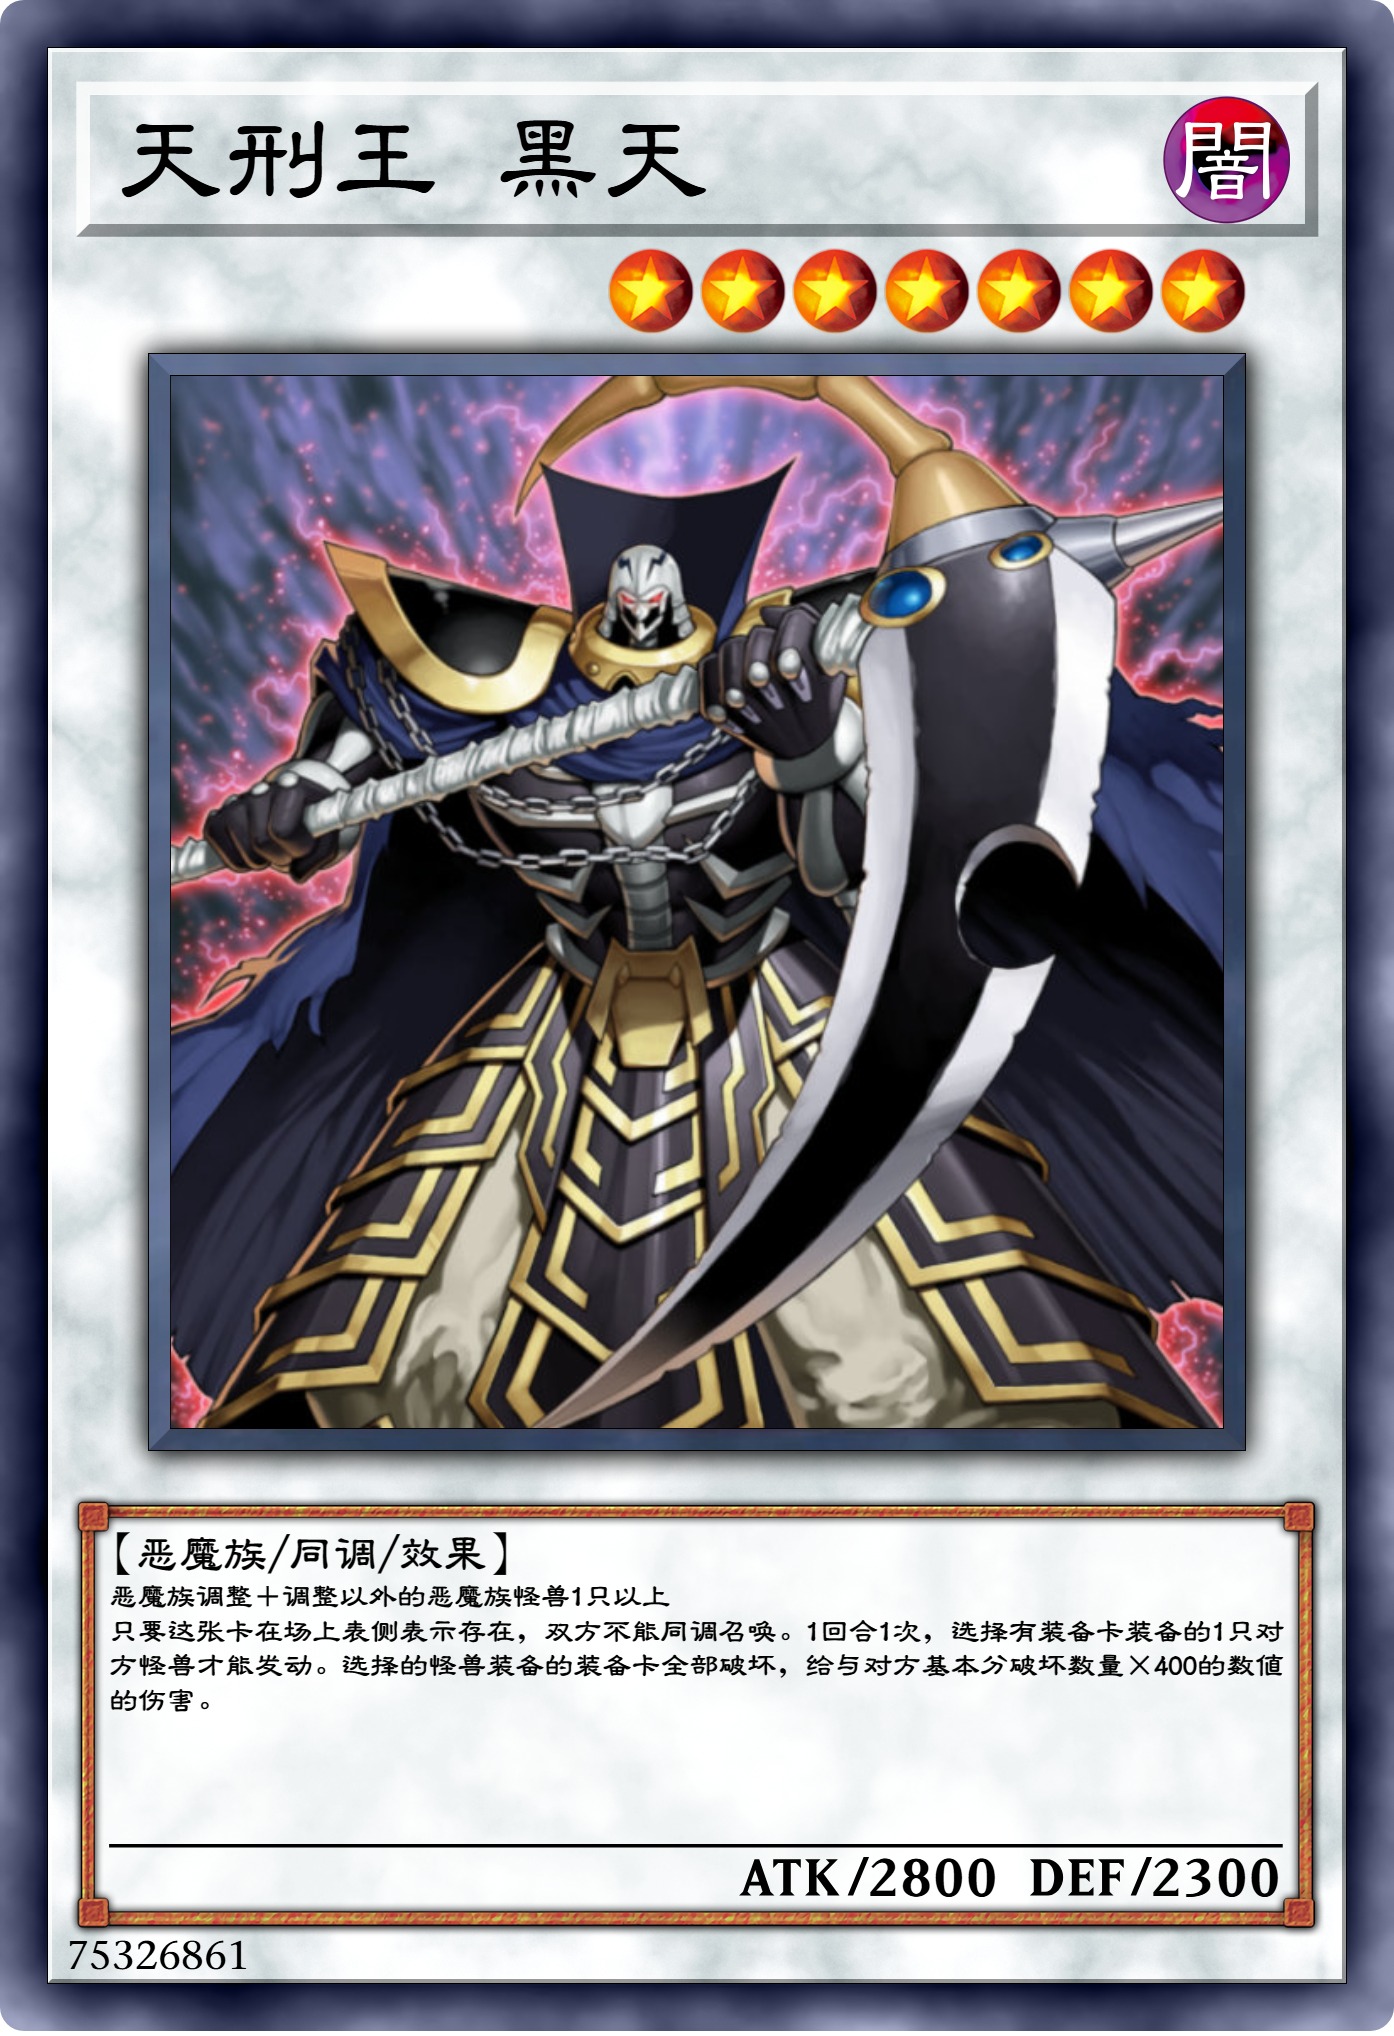 天刑王 黑天
闇
【恶魔族/同调/效果】
恶魔族调整＋调整以外的恶魔族怪兽1只以上
只要这张卡在场上表侧表示存在，双方不能同调召唤。1回合1次，选择有装备卡装备的1只对
方怪兽才能发动。选择的怪兽装备的装备卡全部破坏，给与对方基本分破坏数量×400的数值
的伤害。
ATK/2800 DEF/2300
75326861